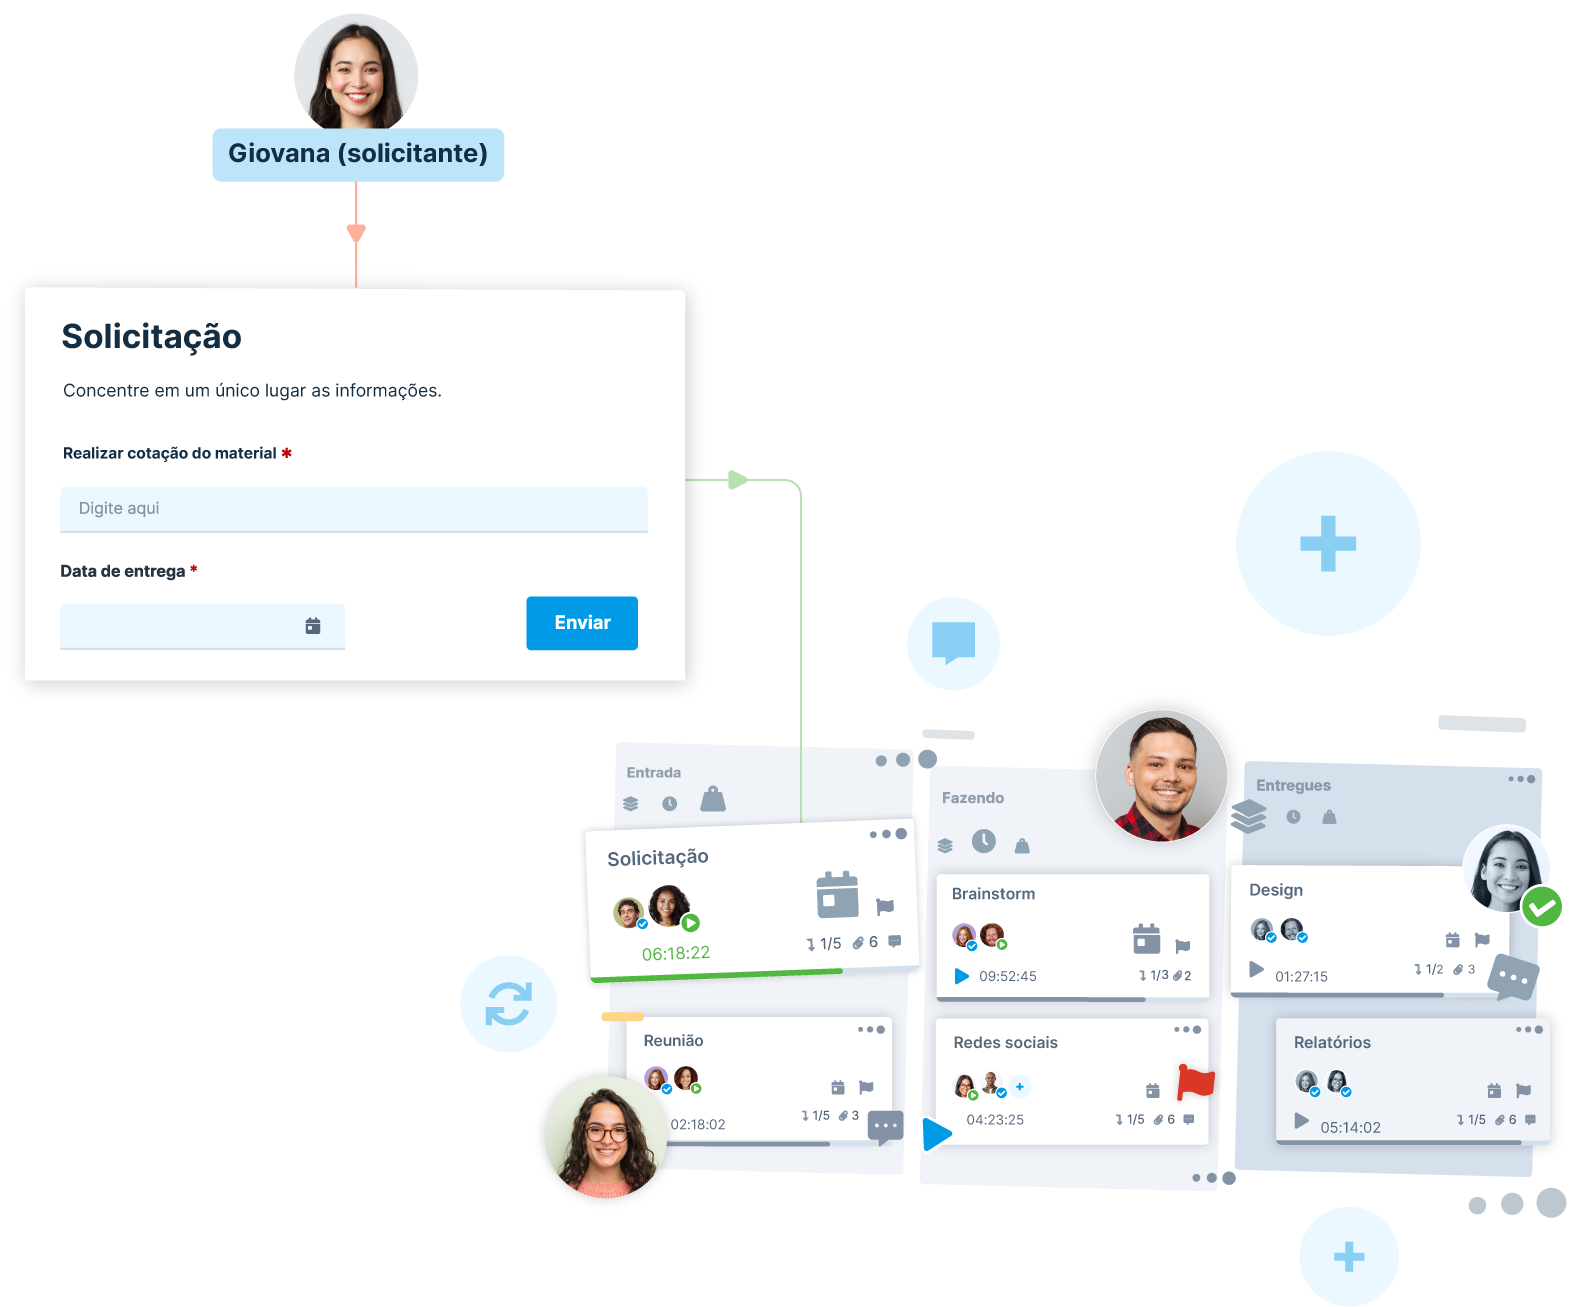 Giovana (solicitante)
Solicitação
Concentre em um único lugar as informações.
Realizar cotação do material *
Digite aqui
Data de entrega *
Enviar
Entrada
Solicitação
06:18:22
1/5 6
Reunião
02:18:02
1/5 3
Fazendo
Brainstorm
09:52:45
1/3 2
Redes sociais
04:23:25
1/5 6
Entregues
Design
01:27:15
1/2 3
Relatórios
05:14:02
1/5 6